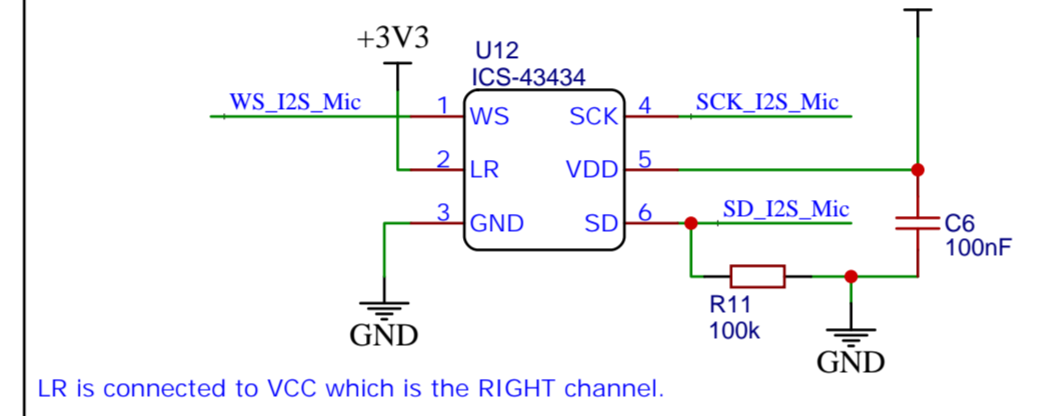 +3V3
U12
ICS-43434
WS_I2S_Mic
1
WS
SCK
4
SCK_I2S_Mic
2
LR
VDD
5
3
GND
SD
6
SD_I2S_Mic
C6
100nF
R11
100k
GND
GND
LR is connected to VCC which is the RIGHT channel.